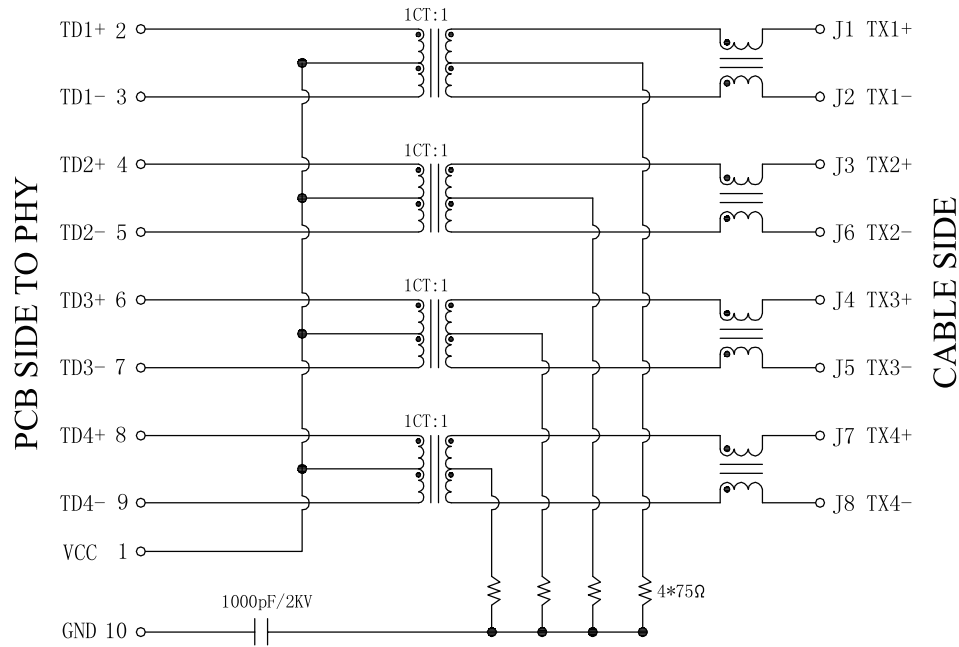 1CT:1
TD1+ 2
J1 TX1+
TD1- 3
J2 TX1-
1CT:1
TD2+ 4
J3 TX2+
TD2- 5
J6 TX2-
PCB SIDE TO PHY
CABLE SIDE
1CT:1
TD3+ 6
J4 TX3+
TD3- 7
J5 TX3-
1CT:1
TD4+ 8
J7 TX4+
TD4- 9
J8 TX4-
VCC 1
4*75Ω
1000pF/2KV
GND 10